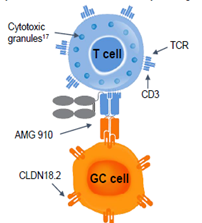 Cytotoxic
granules17
T cell
TCR
CD3
AMG 910
CLDN18.2
GC cell